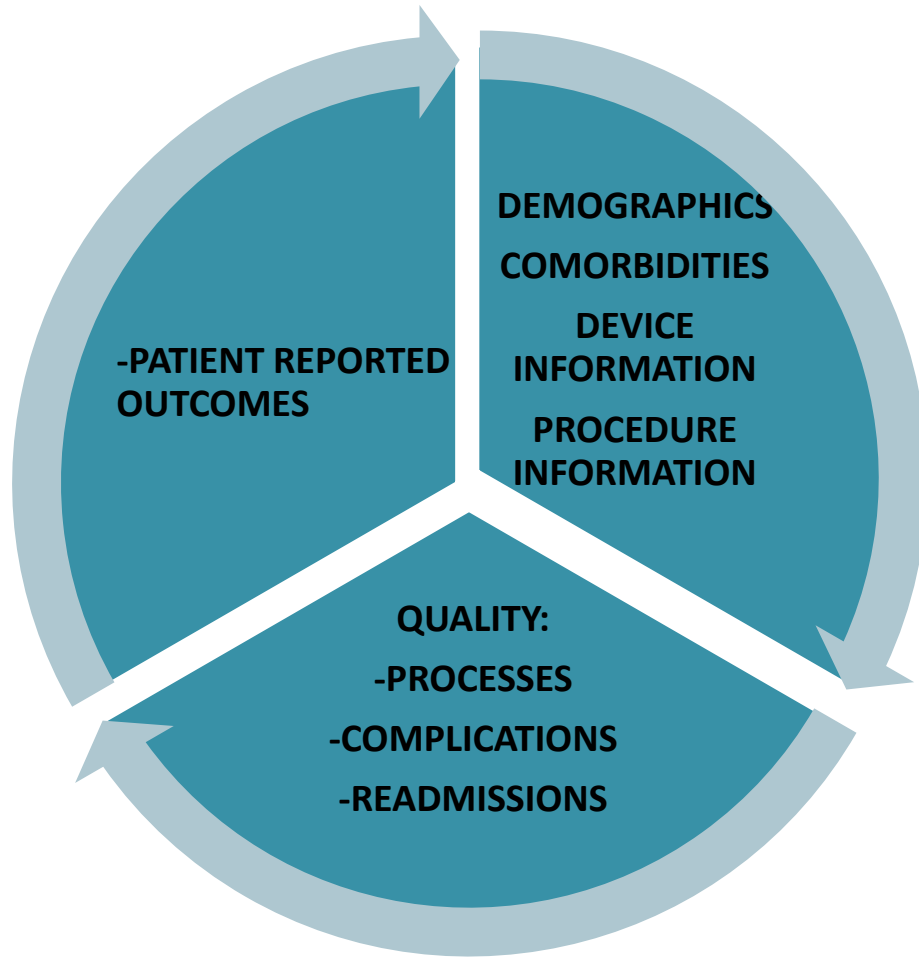 DEMOGRAPHICS
COMORBIDITIES
DEVICE
INFORMATION
PROCEDURE
INFORMATION
QUALITY:
-PROCESSES
-COMPLICATIONS
-READMISSIONS
-PATIENT REPORTED
OUTCOMES